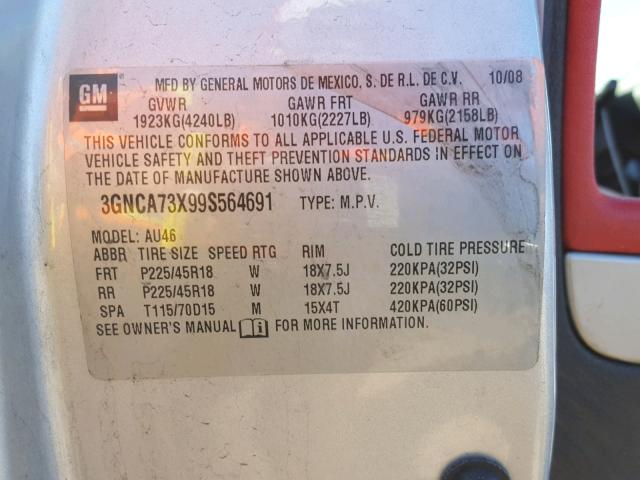 GM
MFD BY GENERAL MOTORS DE MEXICO, S. DE R.L. DE C.V. 10/08
GVWR GAWR FRT GAWR RR
1923KG(4240LB) 1010KG(2227LB) 979KG(2158LB)
THIS VEHICLE CONFORMS TO ALL APPLICABLE U.S. FEDERAL MOTOR
VEHICLE SAFETY AND THEFT PREVENTION STANDARDS IN EFFECT ON
THE DATE OF MANUFACTURE SHOWN ABOVE.
3GNCA73X99S564691 TYPE: M.P.V.
MODEL: AU46
ABBR TIRE SIZE SPEED RTG RIM COLD TIRE PRESSURE
FRT P225/45R18 W 18X7.5J 220KPA(32PSI)
RR P225/45R18 W 18X7.5J 220KPA(32PSI)
SPA T115/70D15 M 15X4T 420KPA(60PSI)
SEE OWNER'S MANUAL FOR MORE INFORMATION.